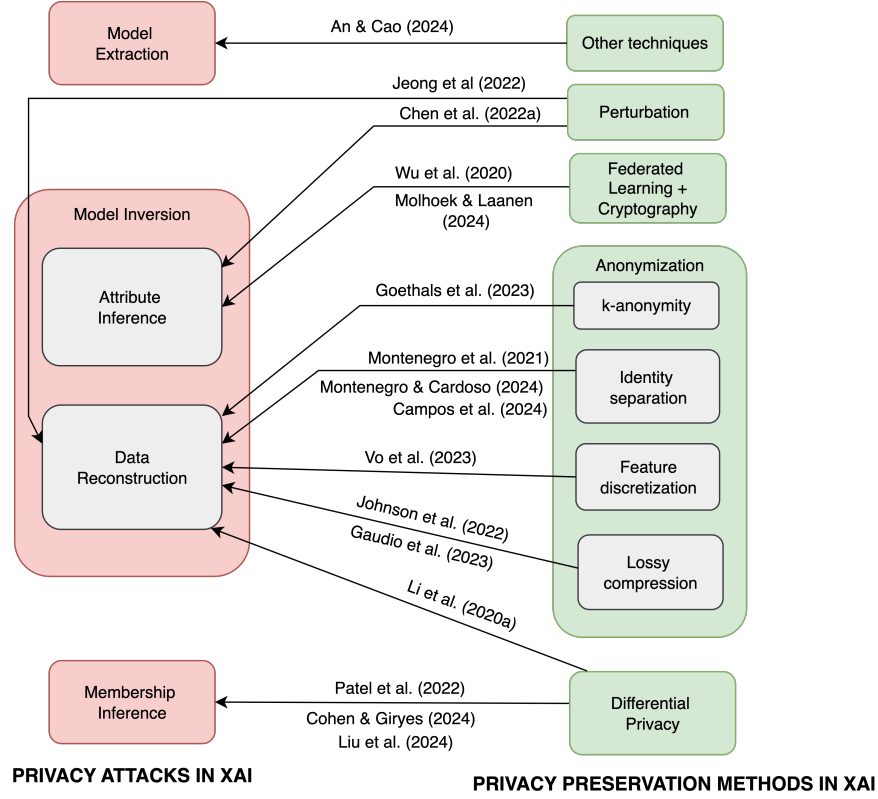 Model
Extraction
An & Cao (2024)
Other techniques
Jeong et al (2022)
Chen et al. (2022a)
Perturbation
Wu et al. (2020)
Molhoek & Laanen
(2024)
Federated
Learning +
Cryptography
Model Inversion
Attribute
Inference
Data
Reconstruction
Anonymization
Goethals et al. (2023)
k-anonymity
Montenegro et al. (2021)
Montenegro & Cardoso (2024)
Campos et al. (2024)
Identity
separation
Vo et al. (2023)
Feature
discretization
Johnson et al. (2022)
Gaudio et al. (2023)
Lossy
compression
Li et al. (2020a)
Membership
Inference
Patel et al. (2022)
Cohen & Giryes (2024)
Liu et al. (2024)
Differential
Privacy
PRIVACY ATTACKS IN XAI
PRIVACY PRESERVATION METHODS IN XAI